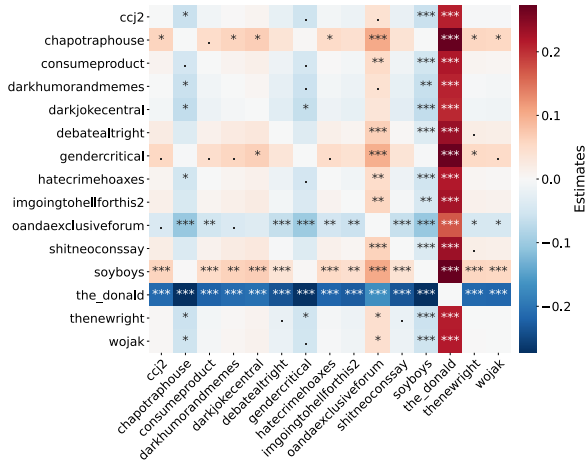 ccj2 * . . *** ***
chapotraphouse * . * * * *** *** * *
consumeproduct . . ** *** ***
darkhumorandmemes * . . ** ***
darkjokecentral * * *** ***
debatealtright *** *** *** .
gendercritical . . . * . *** *** * .
hatecrimehoaxes * . ** *** ***
imgoingtohellforthis2 ** ** ***
oandaexclusiveforum . *** ** . *** *** ** ** *** *** *** * *
shitneoconssay *** *** *** .
soyboys *** *** ** *** *** *** ** *** *** *** ** ***
the_donald *** *** *** *** *** *** *** *** *** *** *** *** *** ***
thenewright * . * * . *** ***
wojak * . * *** ***
ccj2
chapotraphouse
consumeproduct
darkhumorandmemes
darkjokecentral
debatealtright
gendercritical
hatecrimehoaxes
imgoingtohellforthis2
oandaexclusiveforum
shitneoconssay
soyboys
the_donald
thenewright
wojak
0.2
0.1
0.0
−0.1
−0.2
Estimates